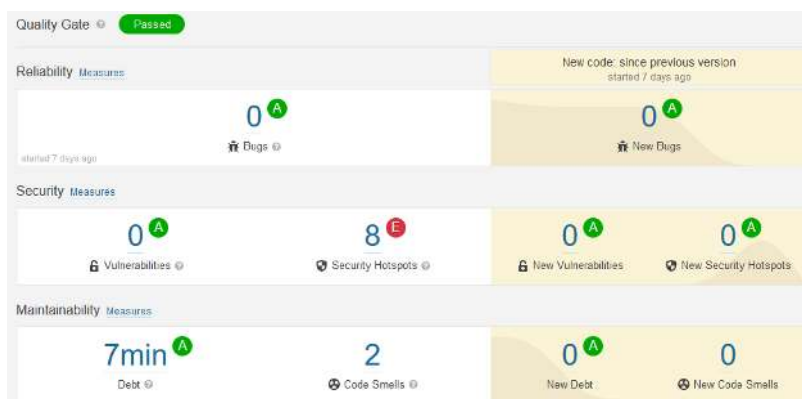 Quality Gate Passed
New code: since previous version
started 7 days ago
Reliability Measures
0 A
Bugs
started 7 days ago
0 A
New Bugs
Security Measures
0 A
Vulnerabilities
8 E
Security Hotspots
0 A
New Vulnerabilities
0 A
New Security Hotspots
Maintainability Measures
7min A
Debt
2
Code Smells
0 A
New Debt
0
New Code Smells